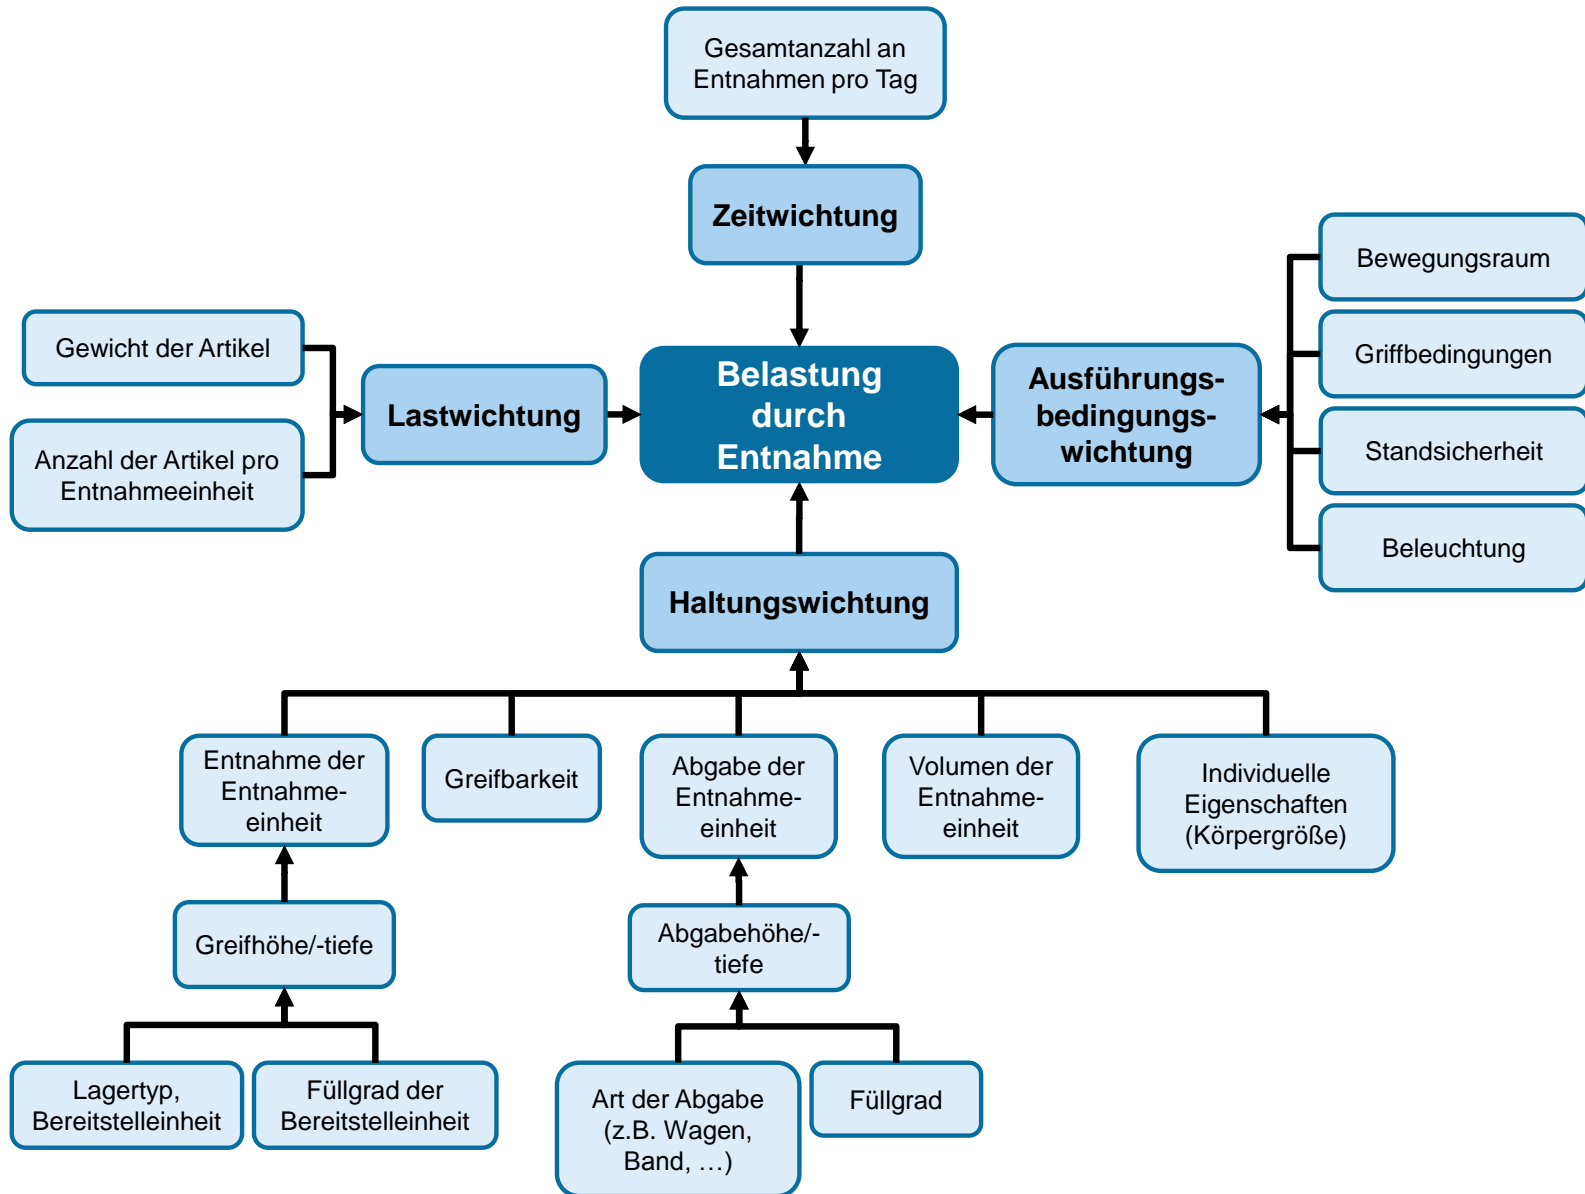 Gesamtanzahl an
Entnahmen pro Tag
Zeitwichtung
Bewegungsraum
Gewicht der Artikel
Griffbedingungen
Lastwichtung
Belastung
durch
Entnahme
Ausführungs-
bedingungs-
wichtung
Anzahl der Artikel pro
Entnahmeeinheit
Standsicherheit
Beleuchtung
Haltungswichtung
Entnahme der
Entnahme-
einheit
Greifbarkeit
Abgabe der
Entnahme-
einheit
Volumen der
Entnahme-
einheit
Individuelle
Eigenschaften
(Körpergröße)
Greifhöhe/-tiefe
Abgabehöhe/-
tiefe
Lagertyp,
Bereitstelleinheit
Füllgrad der
Bereitstelleinheit
Art der Abgabe
(z.B. Wagen,
Band, …)
Füllgrad